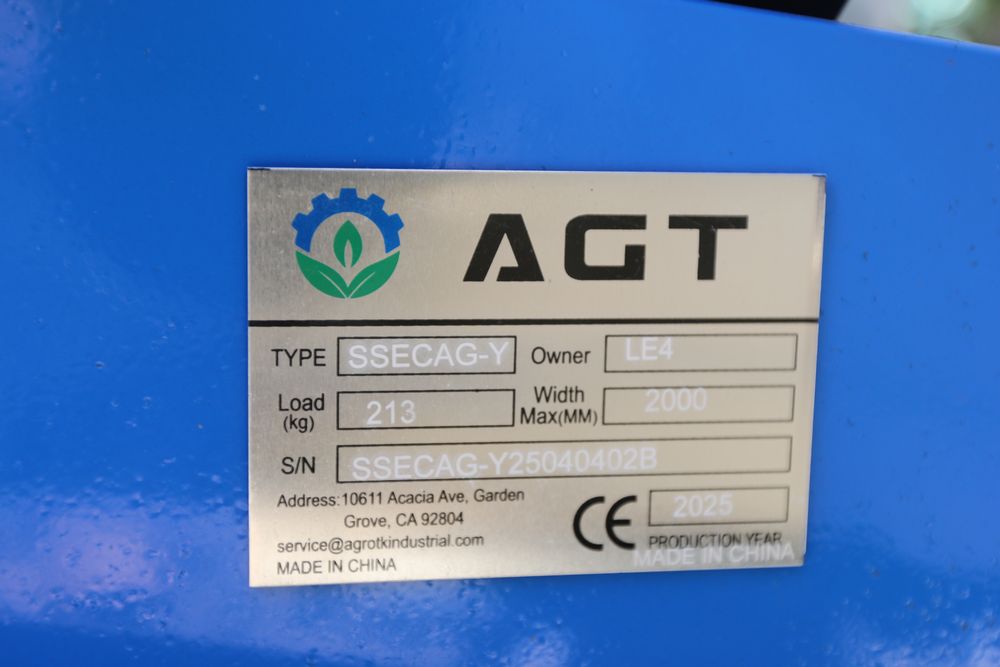 AGT
TYPE SSECAG-Y Owner LE4
Load (kg) 213 Width Max(MM) 2000
S/N SSECAG-Y25040402B
Address:10611 Acacia Ave, Garden
Grove, CA 92804
service@agrotkindustrial.com
MADE IN CHINA
CE 2025
PRODUCTION YEAR
MADE IN CHINA